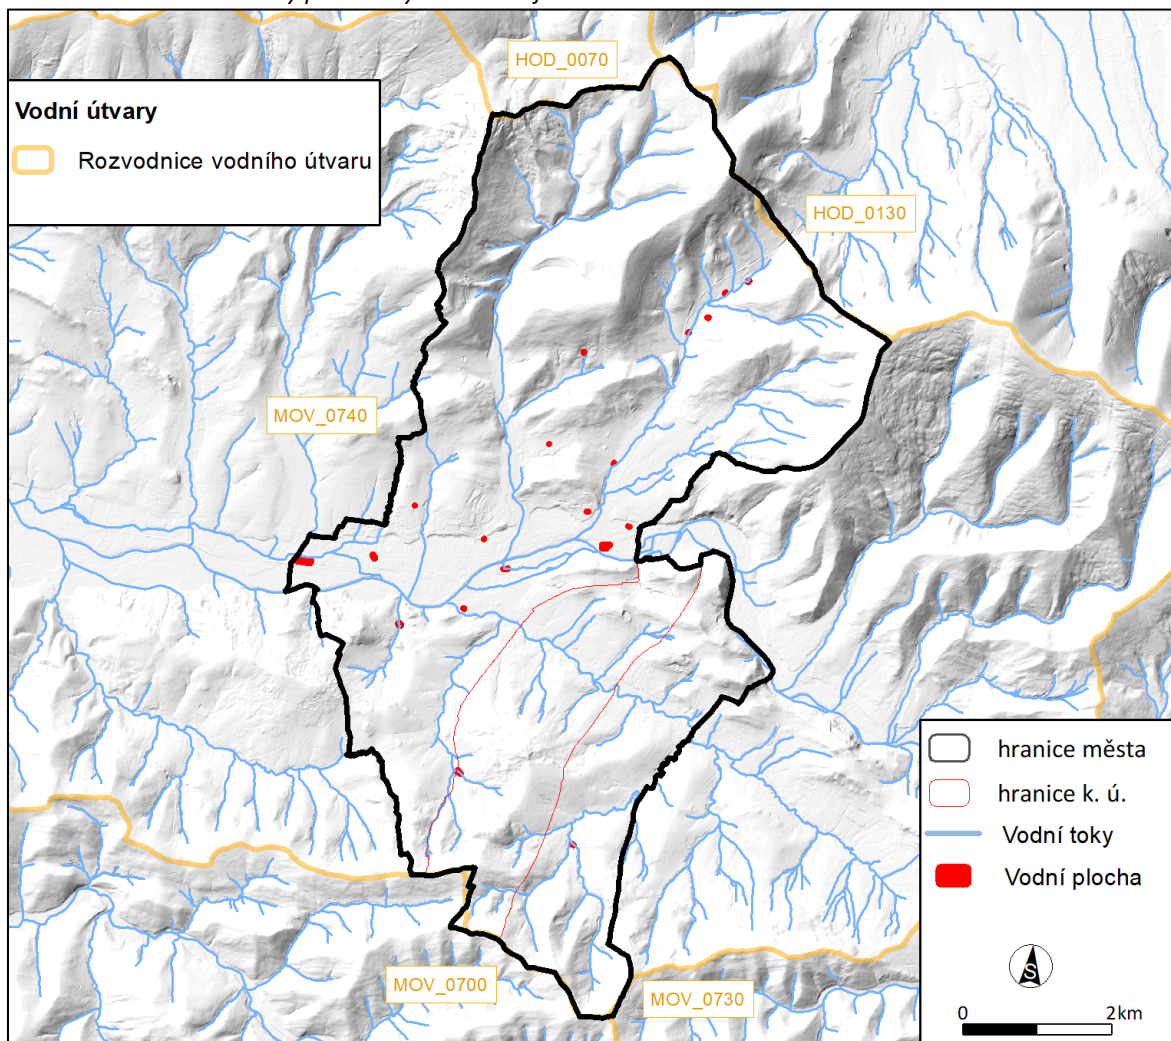 HOD_0070
Vodní útvary
Rozvodnice vodního útvaru
HOD_0130
MOV_0740
hranice města
hranice k. ú.
Vodní toky
Vodní plocha
S
MOV_0700
MOV_0730
0
2km